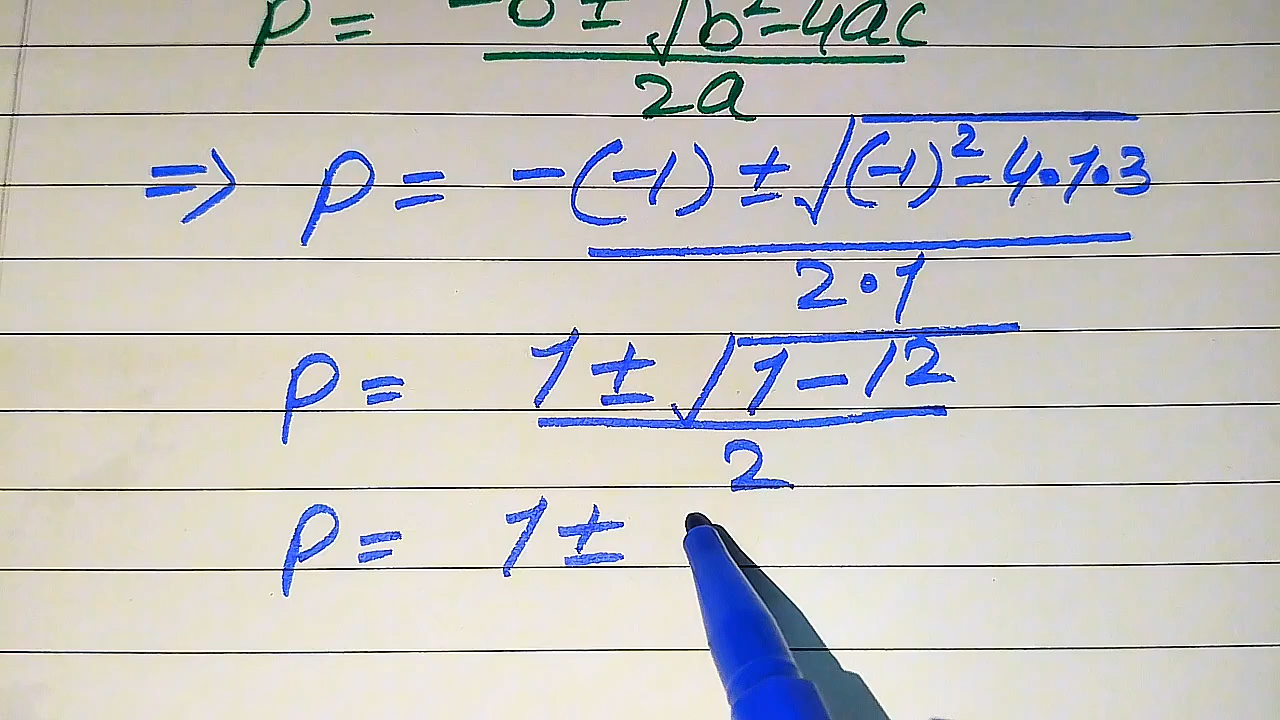 p = -b ± √b²-4ac
2a
⇒ p = -(-1) ± √(-1)²-4.1.3
2•1
p = 1 ± √1-12
2
p = 1 ±